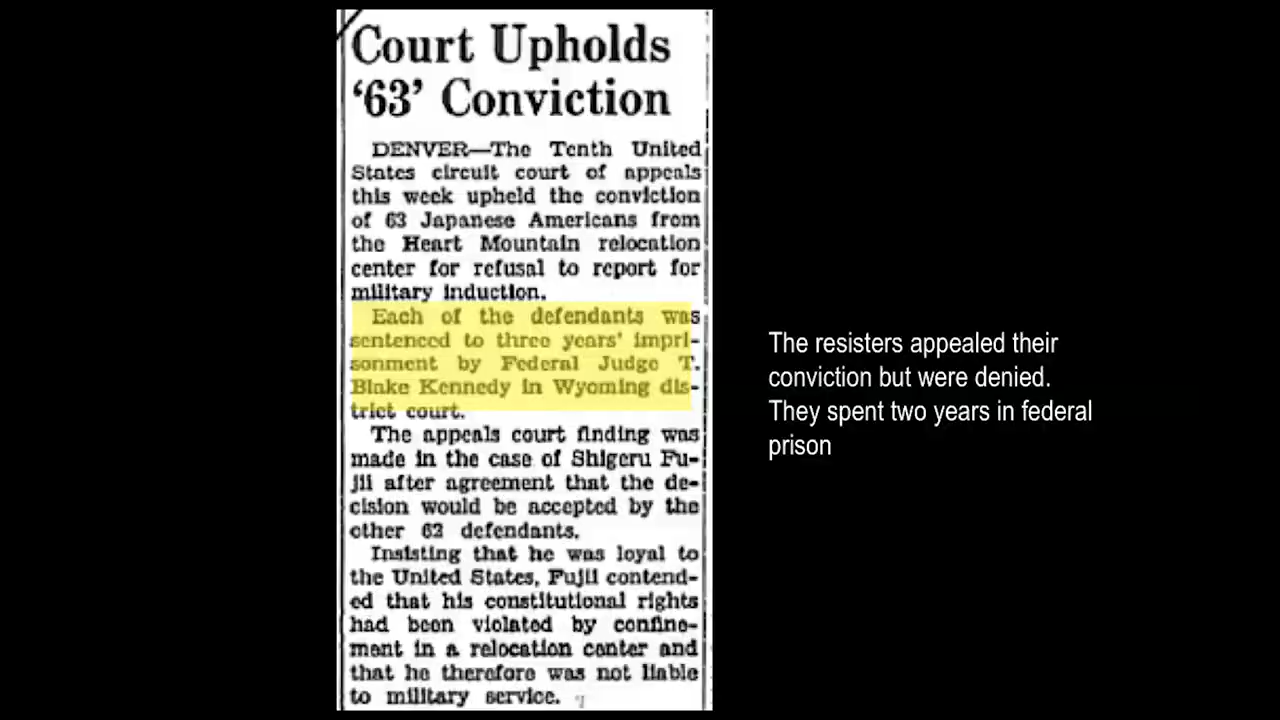 Court Upholds
‘63’ Conviction
DENVER—The Tenth United
States circuit court of appeals
this week upheld the conviction
of 63 Japanese Americans from
the Heart Mountain relocation
center for refusal to report for
military induction.
Each of the defendants was
sentenced to three years' impri-
sonment by Federal Judge T.
Blake Kennedy in Wyoming dis-
trict court.
The appeals court finding was
made in the case of Shigeru Fu-
jii after agreement that the de-
cision would be accepted by the
other 62 defendants.
Insisting that he was loyal to
the United States, Fujii contend-
ed that his constitutional rights
had been violated by confine-
ment in a relocation center and
that he therefore was not liable
to military service.
The resisters appealed their
conviction but were denied.
They spent two years in federal
prison